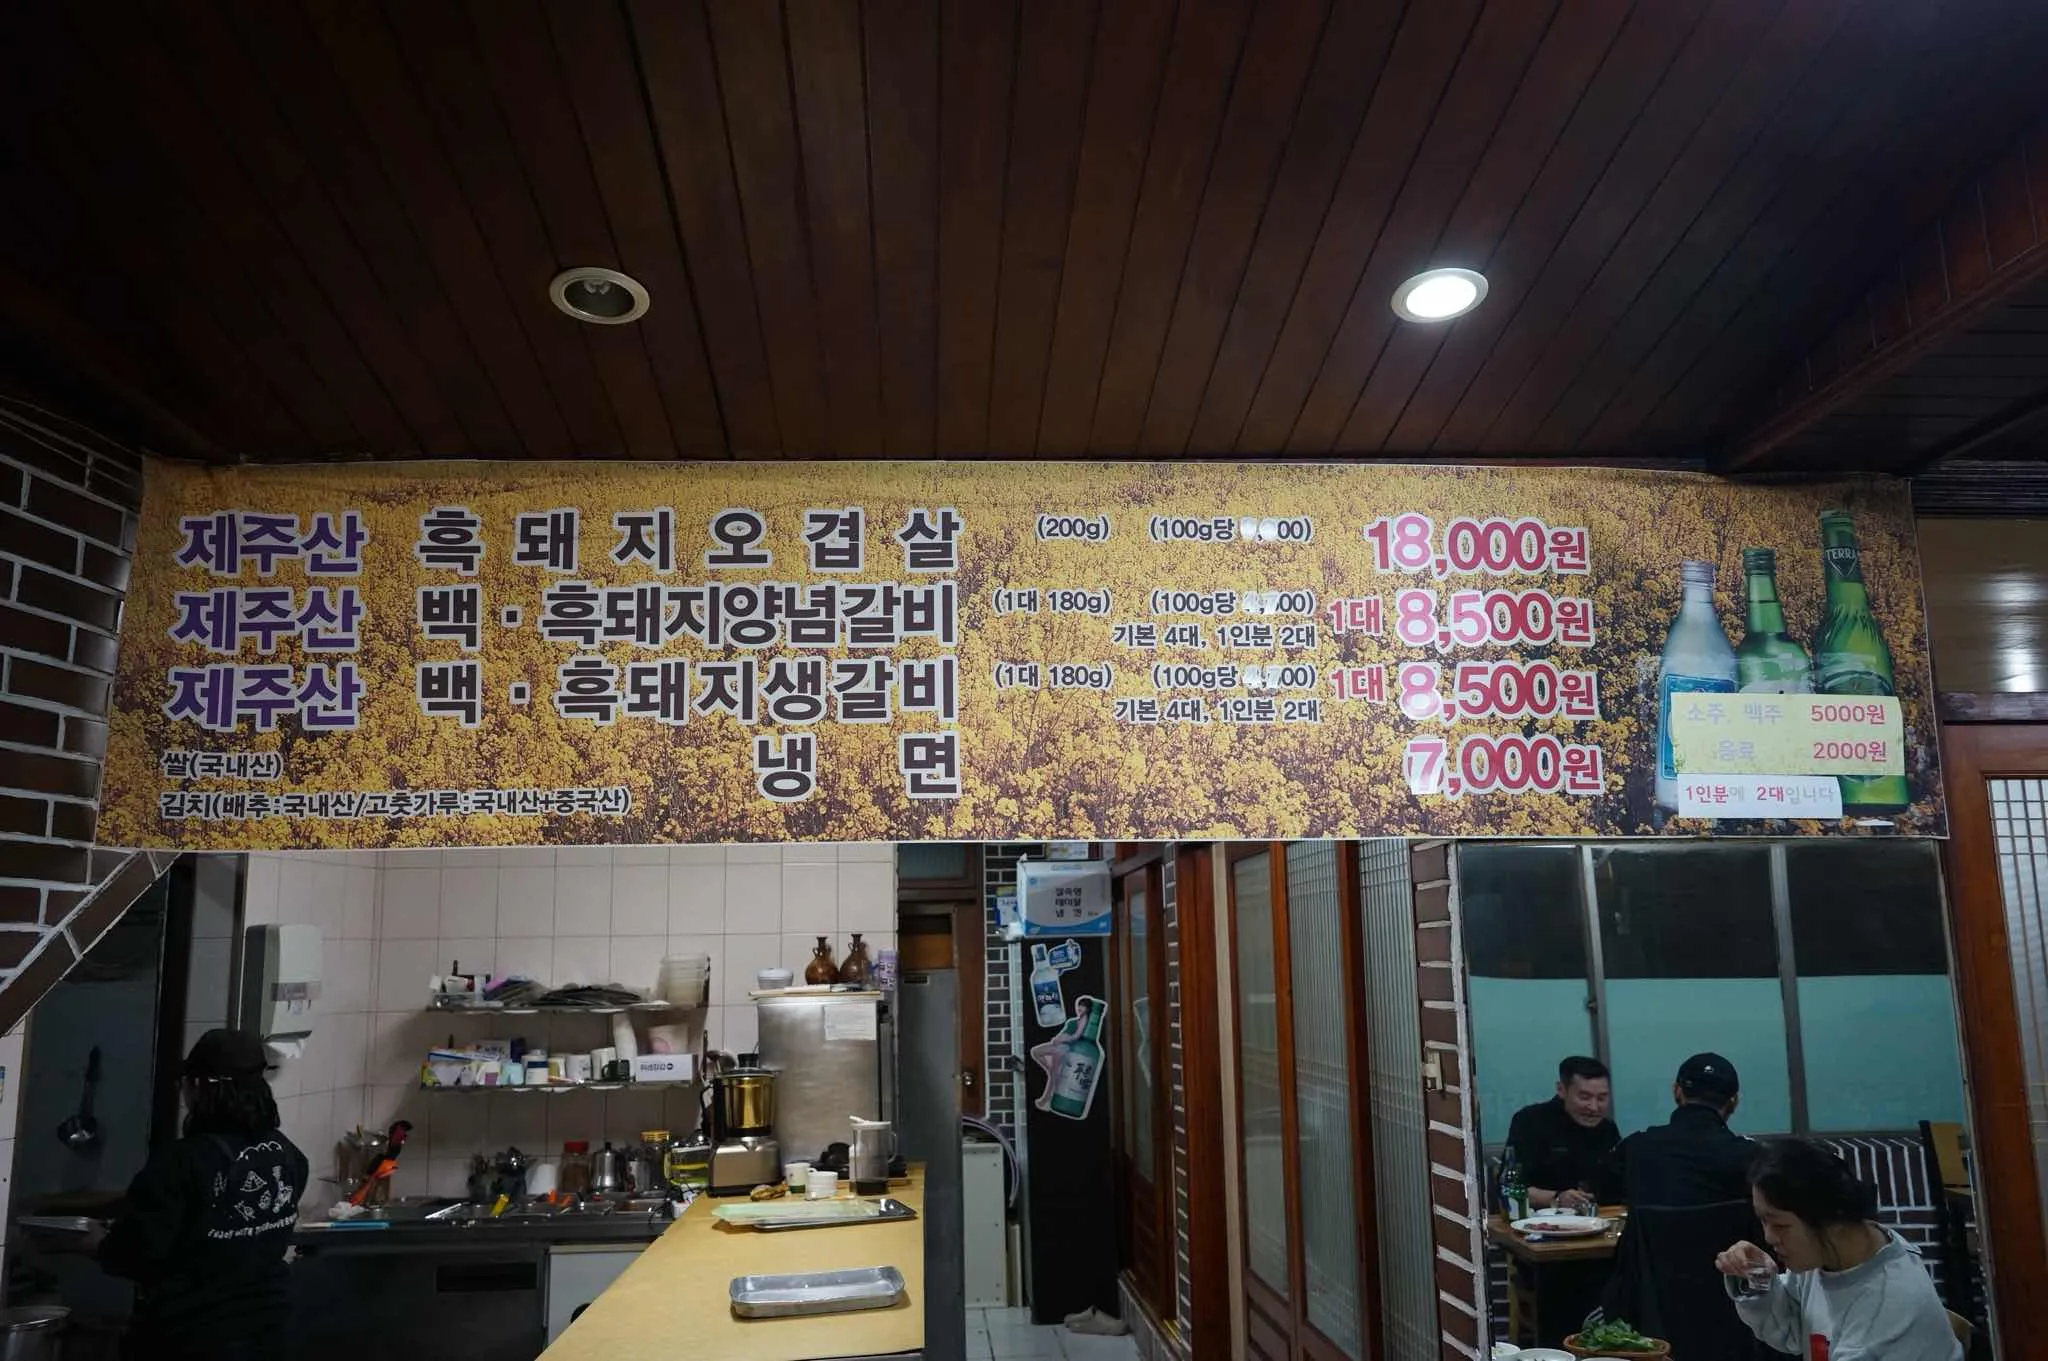 제주산 흑돼지오겹살 (200g) (100g당 18,000원
제주산 백·흑돼지양념갈비 (1대 180g) (100g당 1대 8,500원
기본 4대, 1인분 2대
제주산 백·흑돼지생갈비 (1대 180g) (100g당 1대 8,500원
기본 4대, 1인분 2대
냉면 7,000원
쌀(국내산)
김치(배추:국내산/고춧가루:국내산+중국산)
TERRA
소주, 맥주 5000원
음료 2000원
1인분에 2대입니다